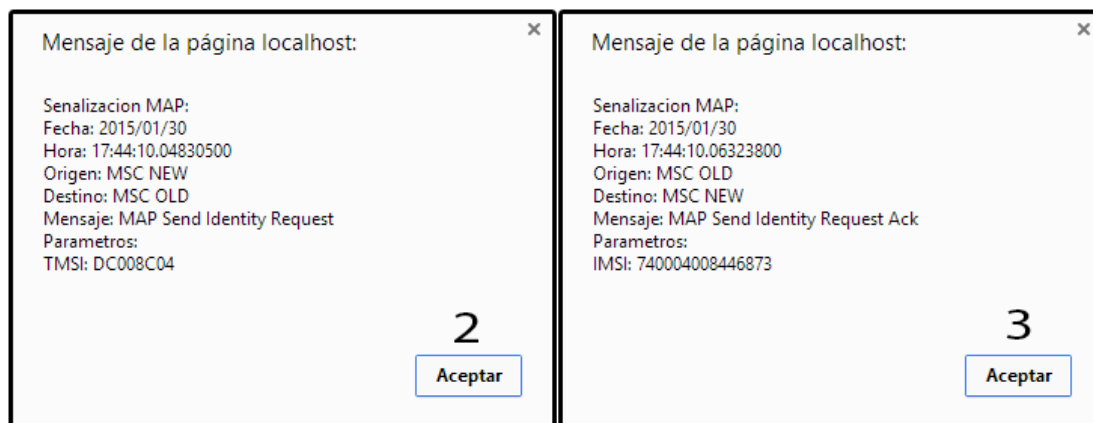 Mensaje de la página localhost:
Senalizacion MAP:
Fecha: 2015/01/30
Hora: 17:44:10.04830500
Origen: MSC NEW
Destino: MSC OLD
Mensaje: MAP Send Identity Request
Parametros:
TMSI: DC008C04
2
Aceptar
Mensaje de la página localhost:
Senalizacion MAP:
Fecha: 2015/01/30
Hora: 17:44:10.06323800
Origen: MSC OLD
Destino: MSC NEW
Mensaje: MAP Send Identity Request Ack
Parametros:
IMSI: 740004008446873
3
Aceptar